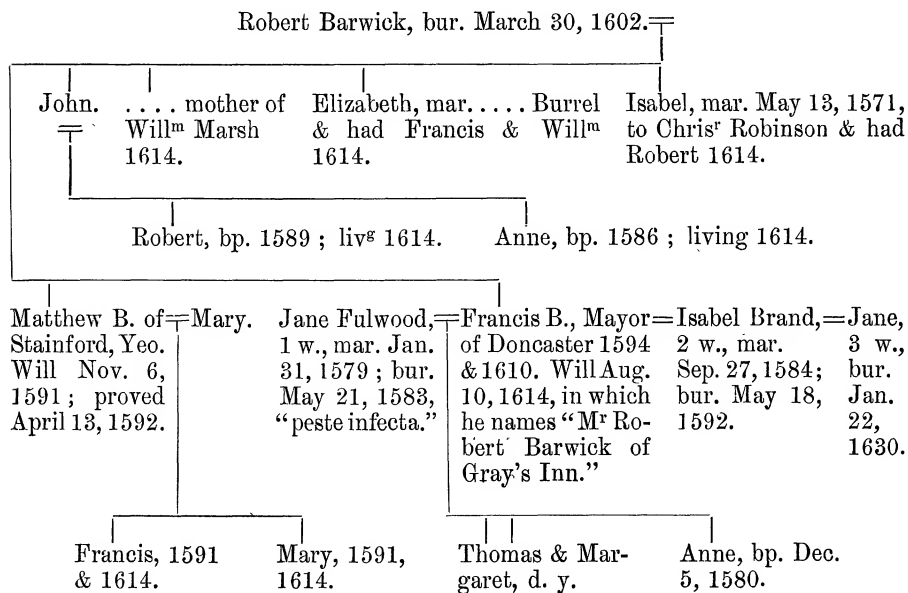 Robert Barwick, bur. March 30, 1602.
John.
. . . . mother of
Willᵐ Marsh
1614.
Elizabeth, mar. . . . . Burrel
& had Francis & Willᵐ
1614.
Isabel, mar. May 13, 1571,
to Chrisʳ Robinson & had
Robert 1614.
Robert, bp. 1589 ; livᵍ 1614.
Anne, bp. 1586 ; living 1614.
Matthew B. of
Stainford, Yeo.
Will Nov. 6,
1591 ; proved
April 13, 1592.
Mary.
Jane Fulwood,
1 w., mar. Jan.
31, 1579 ; bur.
May 21, 1583,
“peste infecta.”
Francis B., Mayor
of Doncaster 1594
& 1610. Will Aug.
10, 1614, in which
he names “Mʳ Ro-
bert Barwick of
Gray’s Inn.”
Isabel Brand,
2 w., mar.
Sep. 27, 1584;
bur. May 18,
1592.
Jane,
3 w.,
bur.
Jan.
22,
1630.
Francis, 1591
& 1614.
Mary, 1591,
1614.
Thomas & Mar-
garet, d. y.
Anne, bp. Dec.
5, 1580.